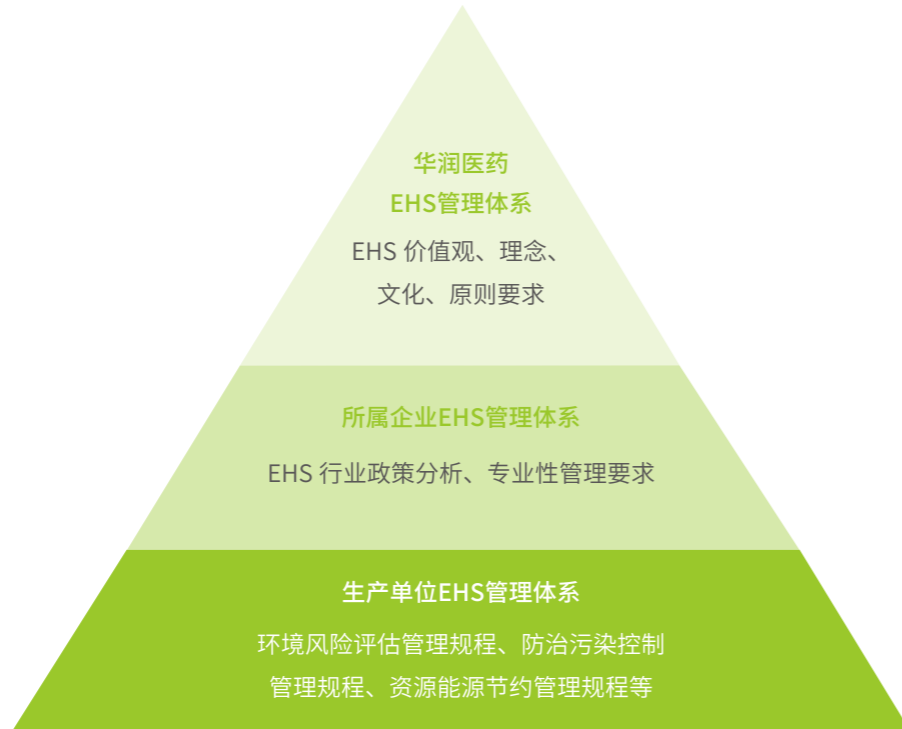 华润医药
EHS管理体系
EHS 价值观、理念、
文化、原则要求
所属企业EHS管理体系
EHS 行业政策分析、专业性管理要求
生产单位EHS管理体系
环境风险评估管理规程、防治污染控制
管理规程、资源能源节约管理规程等